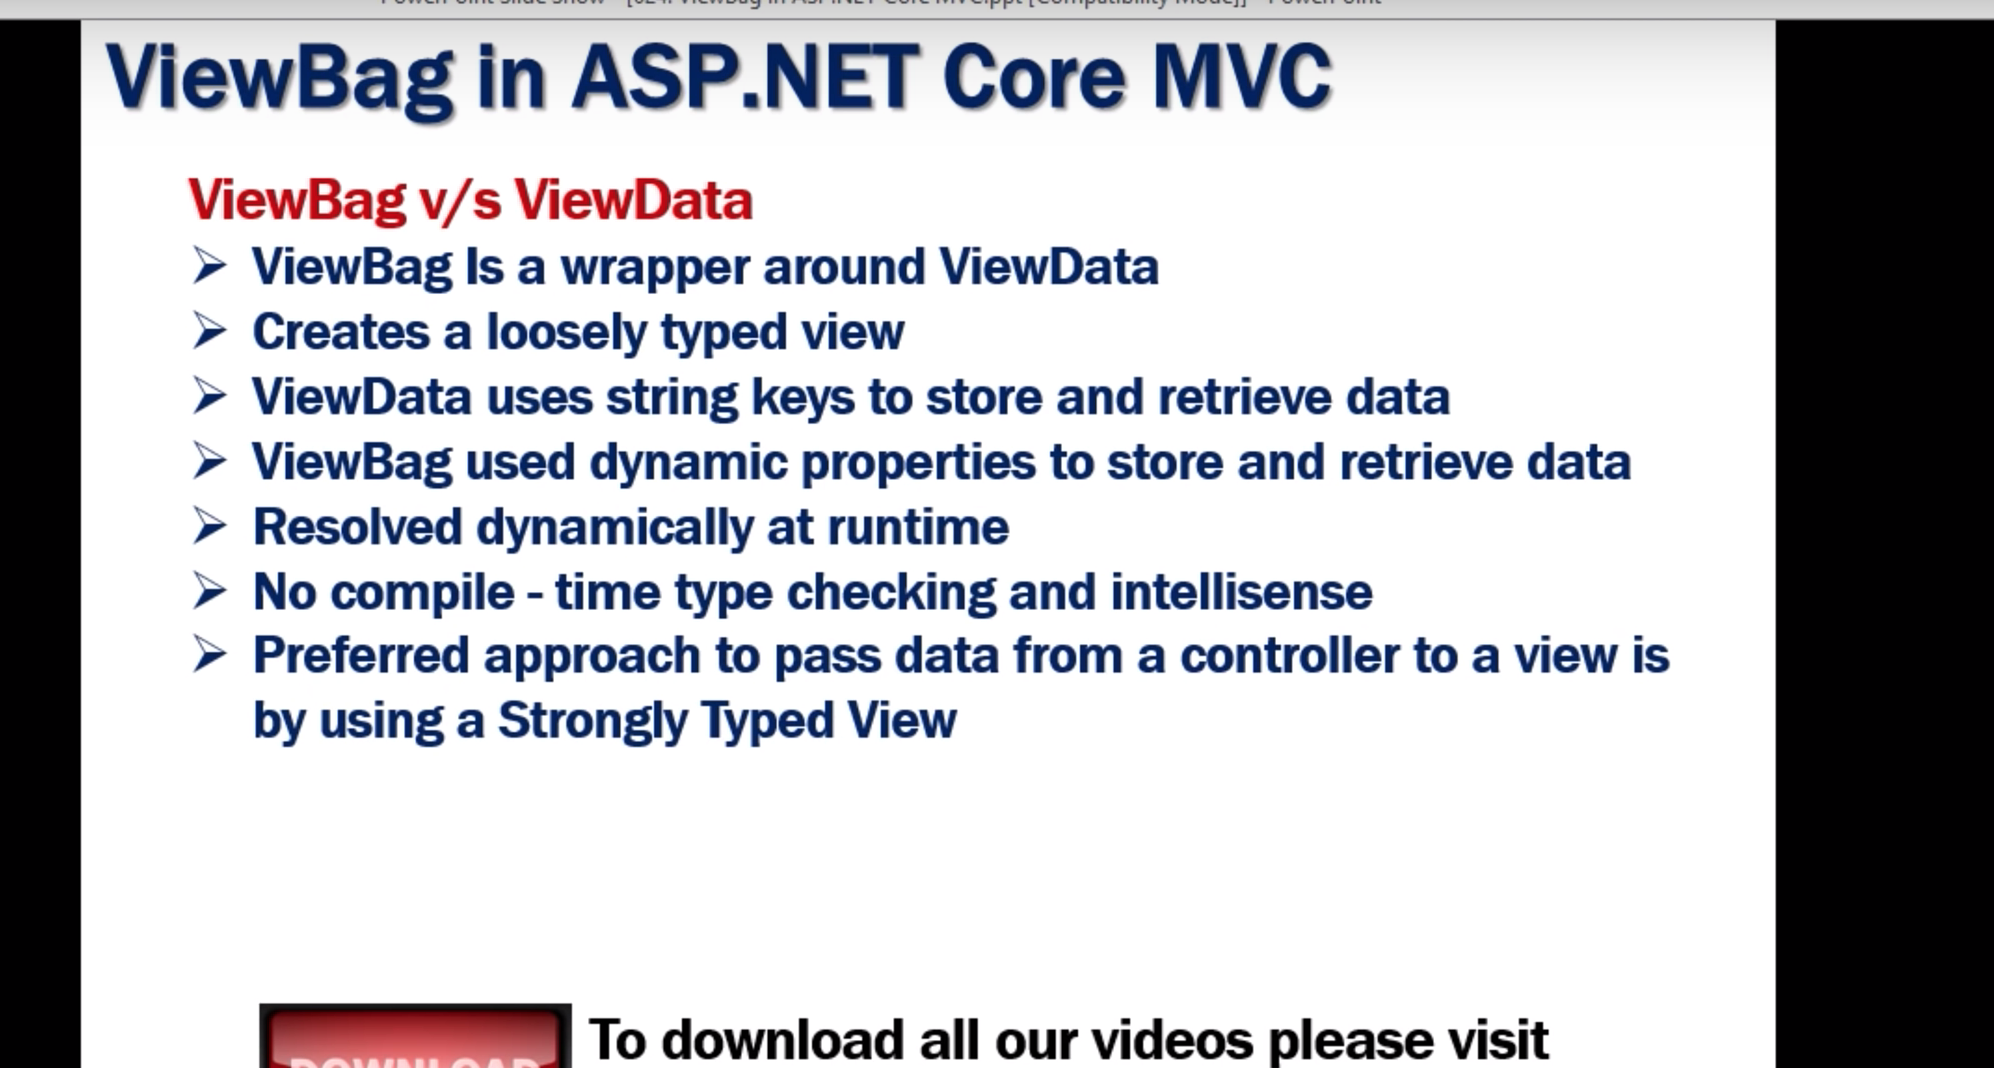 ViewBag in ASP.NET Core MVC
ViewBag v/s ViewData
ViewBag Is a wrapper around ViewData
Creates a loosely typed view
ViewData uses string keys to store and retrieve data
ViewBag used dynamic properties to store and retrieve data
Resolved dynamically at runtime
No compile - time type checking and intellisense
Preferred approach to pass data from a controller to a view is
by using a Strongly Typed View
To download all our videos please visit
DOWNLOAD